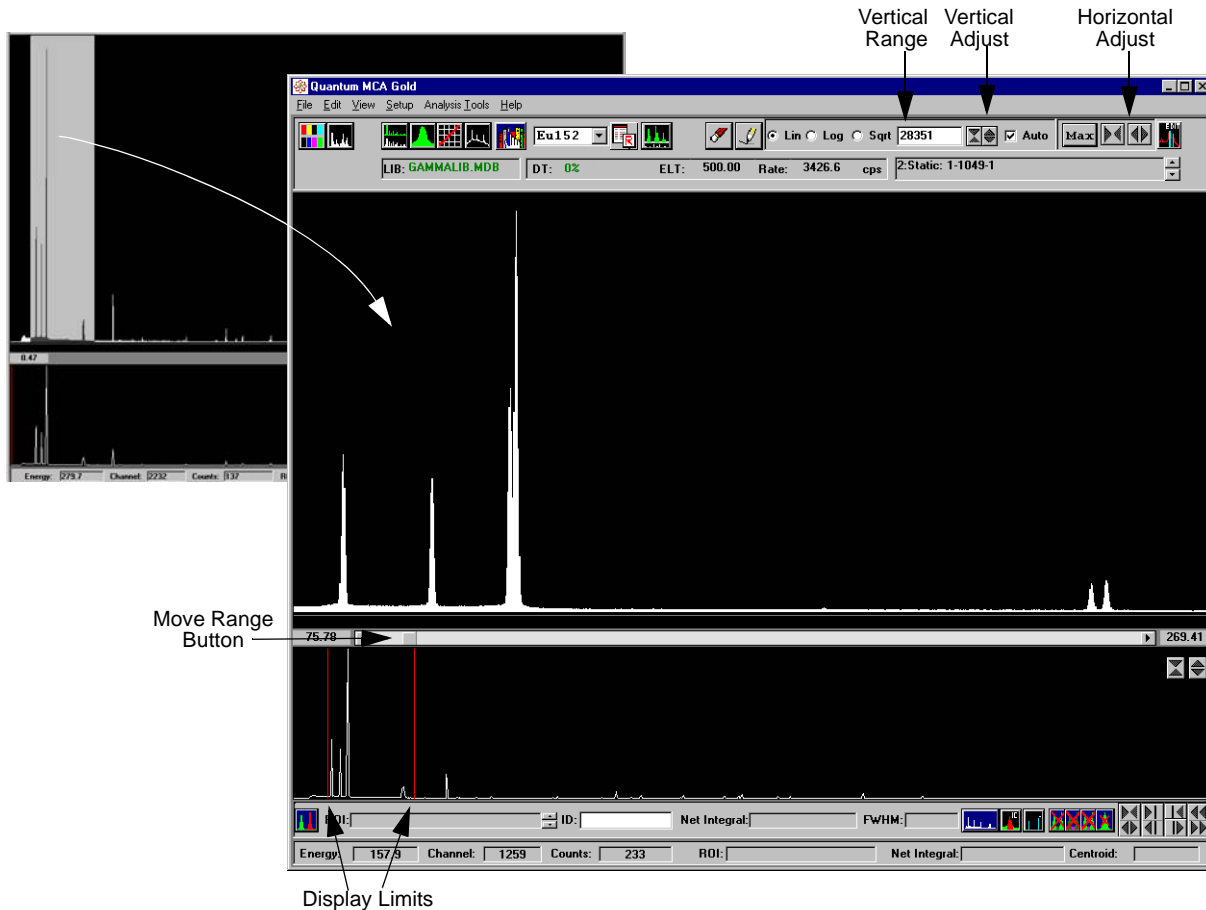 Vertical Range
Vertical Adjust
Horizontal Adjust
Quantum MCA Gold
File Edit View Setup Analysis Tools Help
Eu152
Lin Log Sqrt 28351 Auto Max EDIT
LIB: GAMMALIB.MDB DT: 0% ELT: 500.00 Rate: 3426.6 cps 2:Static: 1-1049-1
0.47
Energy: 279.7 Channel: 2232 Counts: 137
Move Range Button
75.78 269.41
ROI: ID: Net Integral: FWHM:
Energy: 157.9 Channel: 1259 Counts: 233 ROI: Net Integral: Centroid:
Display Limits